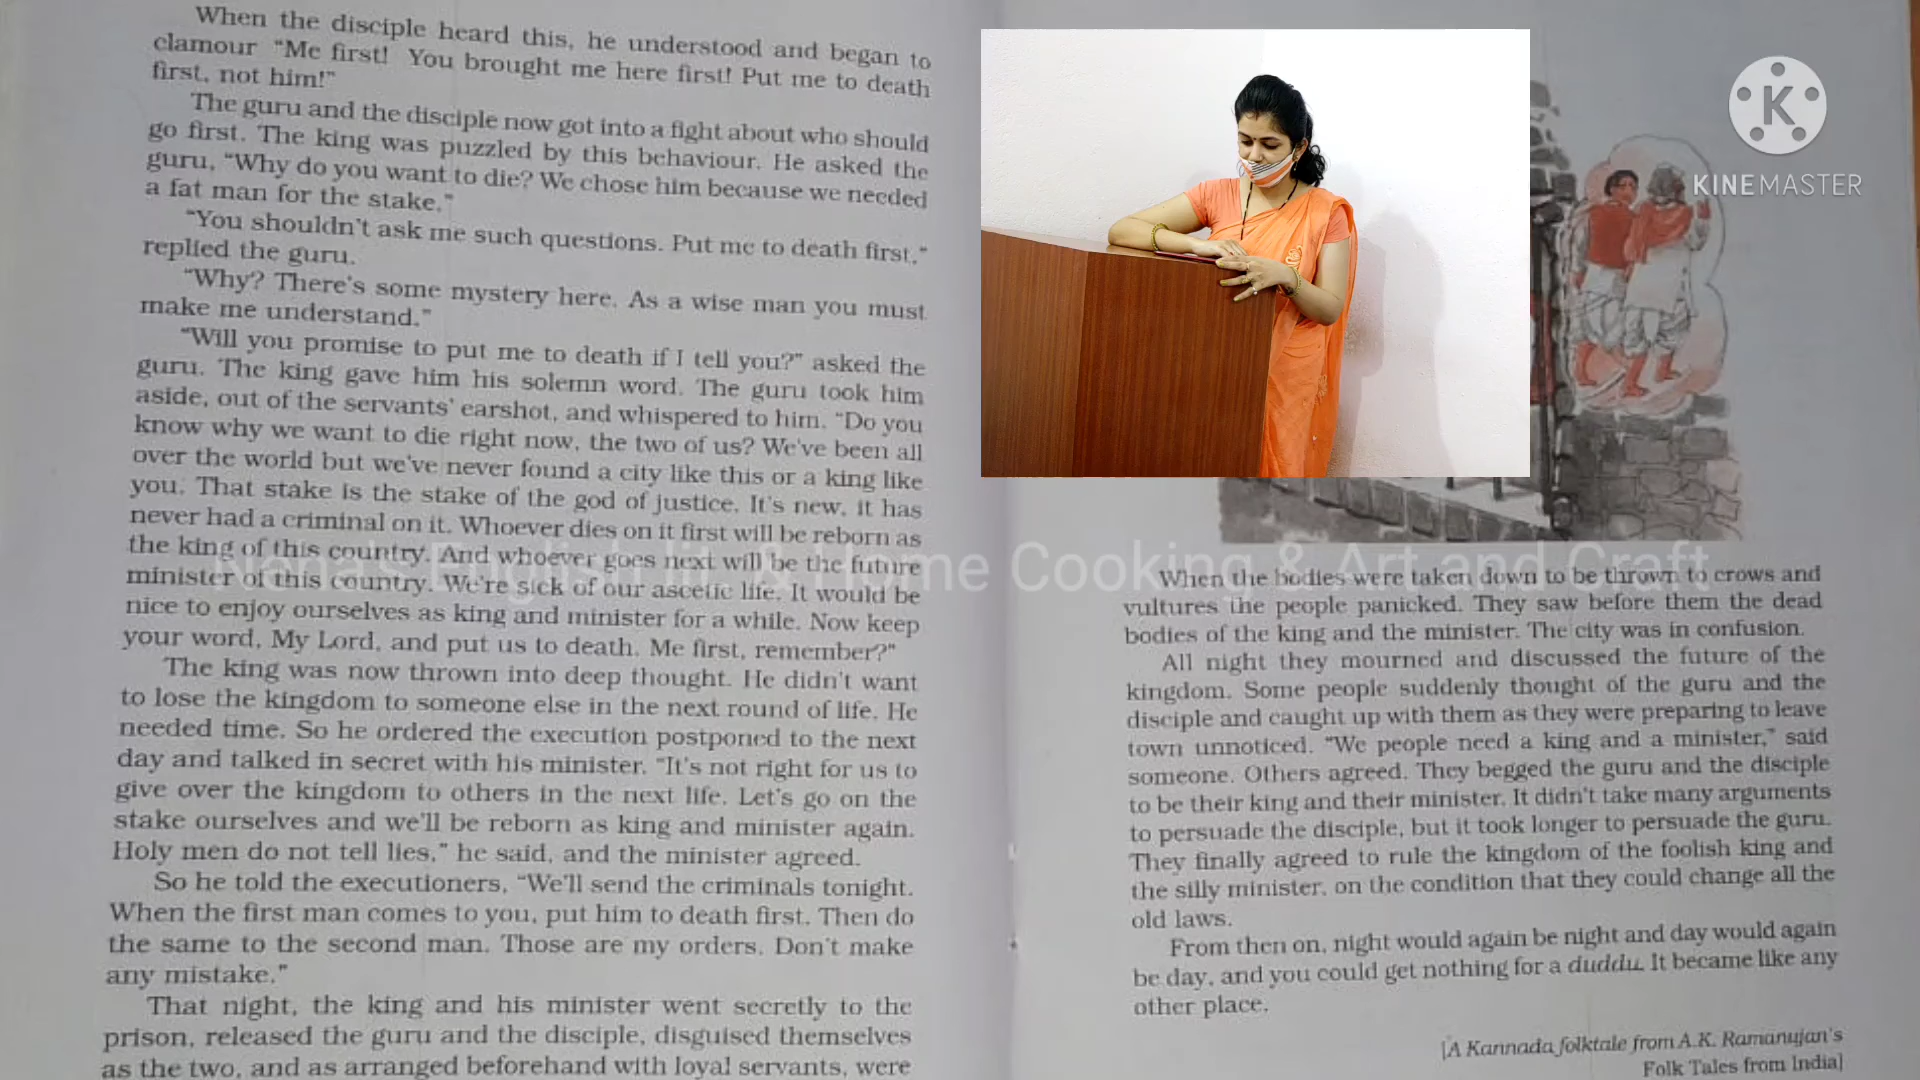 When the disciple heard this, he understood and began to
clamour "Me first! You brought me here first! Put me to death
first, not him!"
The guru and the disciple now got into a fight about who should
go first. The king was puzzled by this behaviour. He asked the
guru, "Why do you want to die? We chose him because we needed
a fat man for the stake."
"You shouldn't ask me such questions. Put me to death first,"
replied the guru.
"Why? There's some mystery here. As a wise man you must
make me understand."
"Will you promise to put me to death if I tell you?" asked the
guru. The king gave him his solemn word. The guru took him
aside, out of the servants' earshot, and whispered to him, "Do you
know why we want to die right now, the two of us? We've been all
over the world but we've never found a city like this or a king like
you. That stake is the stake of the god of justice. It's new, it has
never had a criminal on it. Whoever dies on it first will be reborn as
the king of this country. And whoever goes next will be the future
minister of this country. We're sick of our ascetic life. It would be
nice to enjoy ourselves as king and minister for a while. Now keep
your word, My Lord, and put us to death. Me first, remember?"
The king was now thrown into deep thought. He didn't want
to lose the kingdom to someone else in the next round of life. He
needed time. So he ordered the execution postponed to the next
day and talked in secret with his minister. "It's not right for us to
give over the kingdom to others in the next life. Let's go on the
stake ourselves and we'll be reborn as king and minister again.
Holy men do not tell lies," he said, and the minister agreed.
So he told the executioners, "We'll send the criminals tonight.
When the first man comes to you, put him to death first. Then do
the same to the second man. Those are my orders. Don't make
any mistake."
That night, the king and his minister went secretly to the
prison, released the guru and the disciple, disguised themselves
as the two, and as arranged beforehand with loyal servants, were
K
KINEMASTER
Neha's English lit. & Home Cooking & Art and Craft
When the bodies were taken down to be thrown to crows and
vultures the people panicked. They saw before them the dead
bodies of the king and the minister. The city was in confusion.
All night they mourned and discussed the future of the
kingdom. Some people suddenly thought of the guru and the
disciple and caught up with them as they were preparing to leave
town unnoticed. "We people need a king and a minister," said
someone. Others agreed. They begged the guru and the disciple
to be their king and their minister. It didn't take many arguments
to persuade the disciple, but it took longer to persuade the guru.
They finally agreed to rule the kingdom of the foolish king and
the silly minister, on the condition that they could change all the
old laws.
From then on, night would again be night and day would again
be day, and you could get nothing for a duddu. It became like any
other place.
[A Kannada folktale from A.K. Ramanujan's
Folk Tales from India]